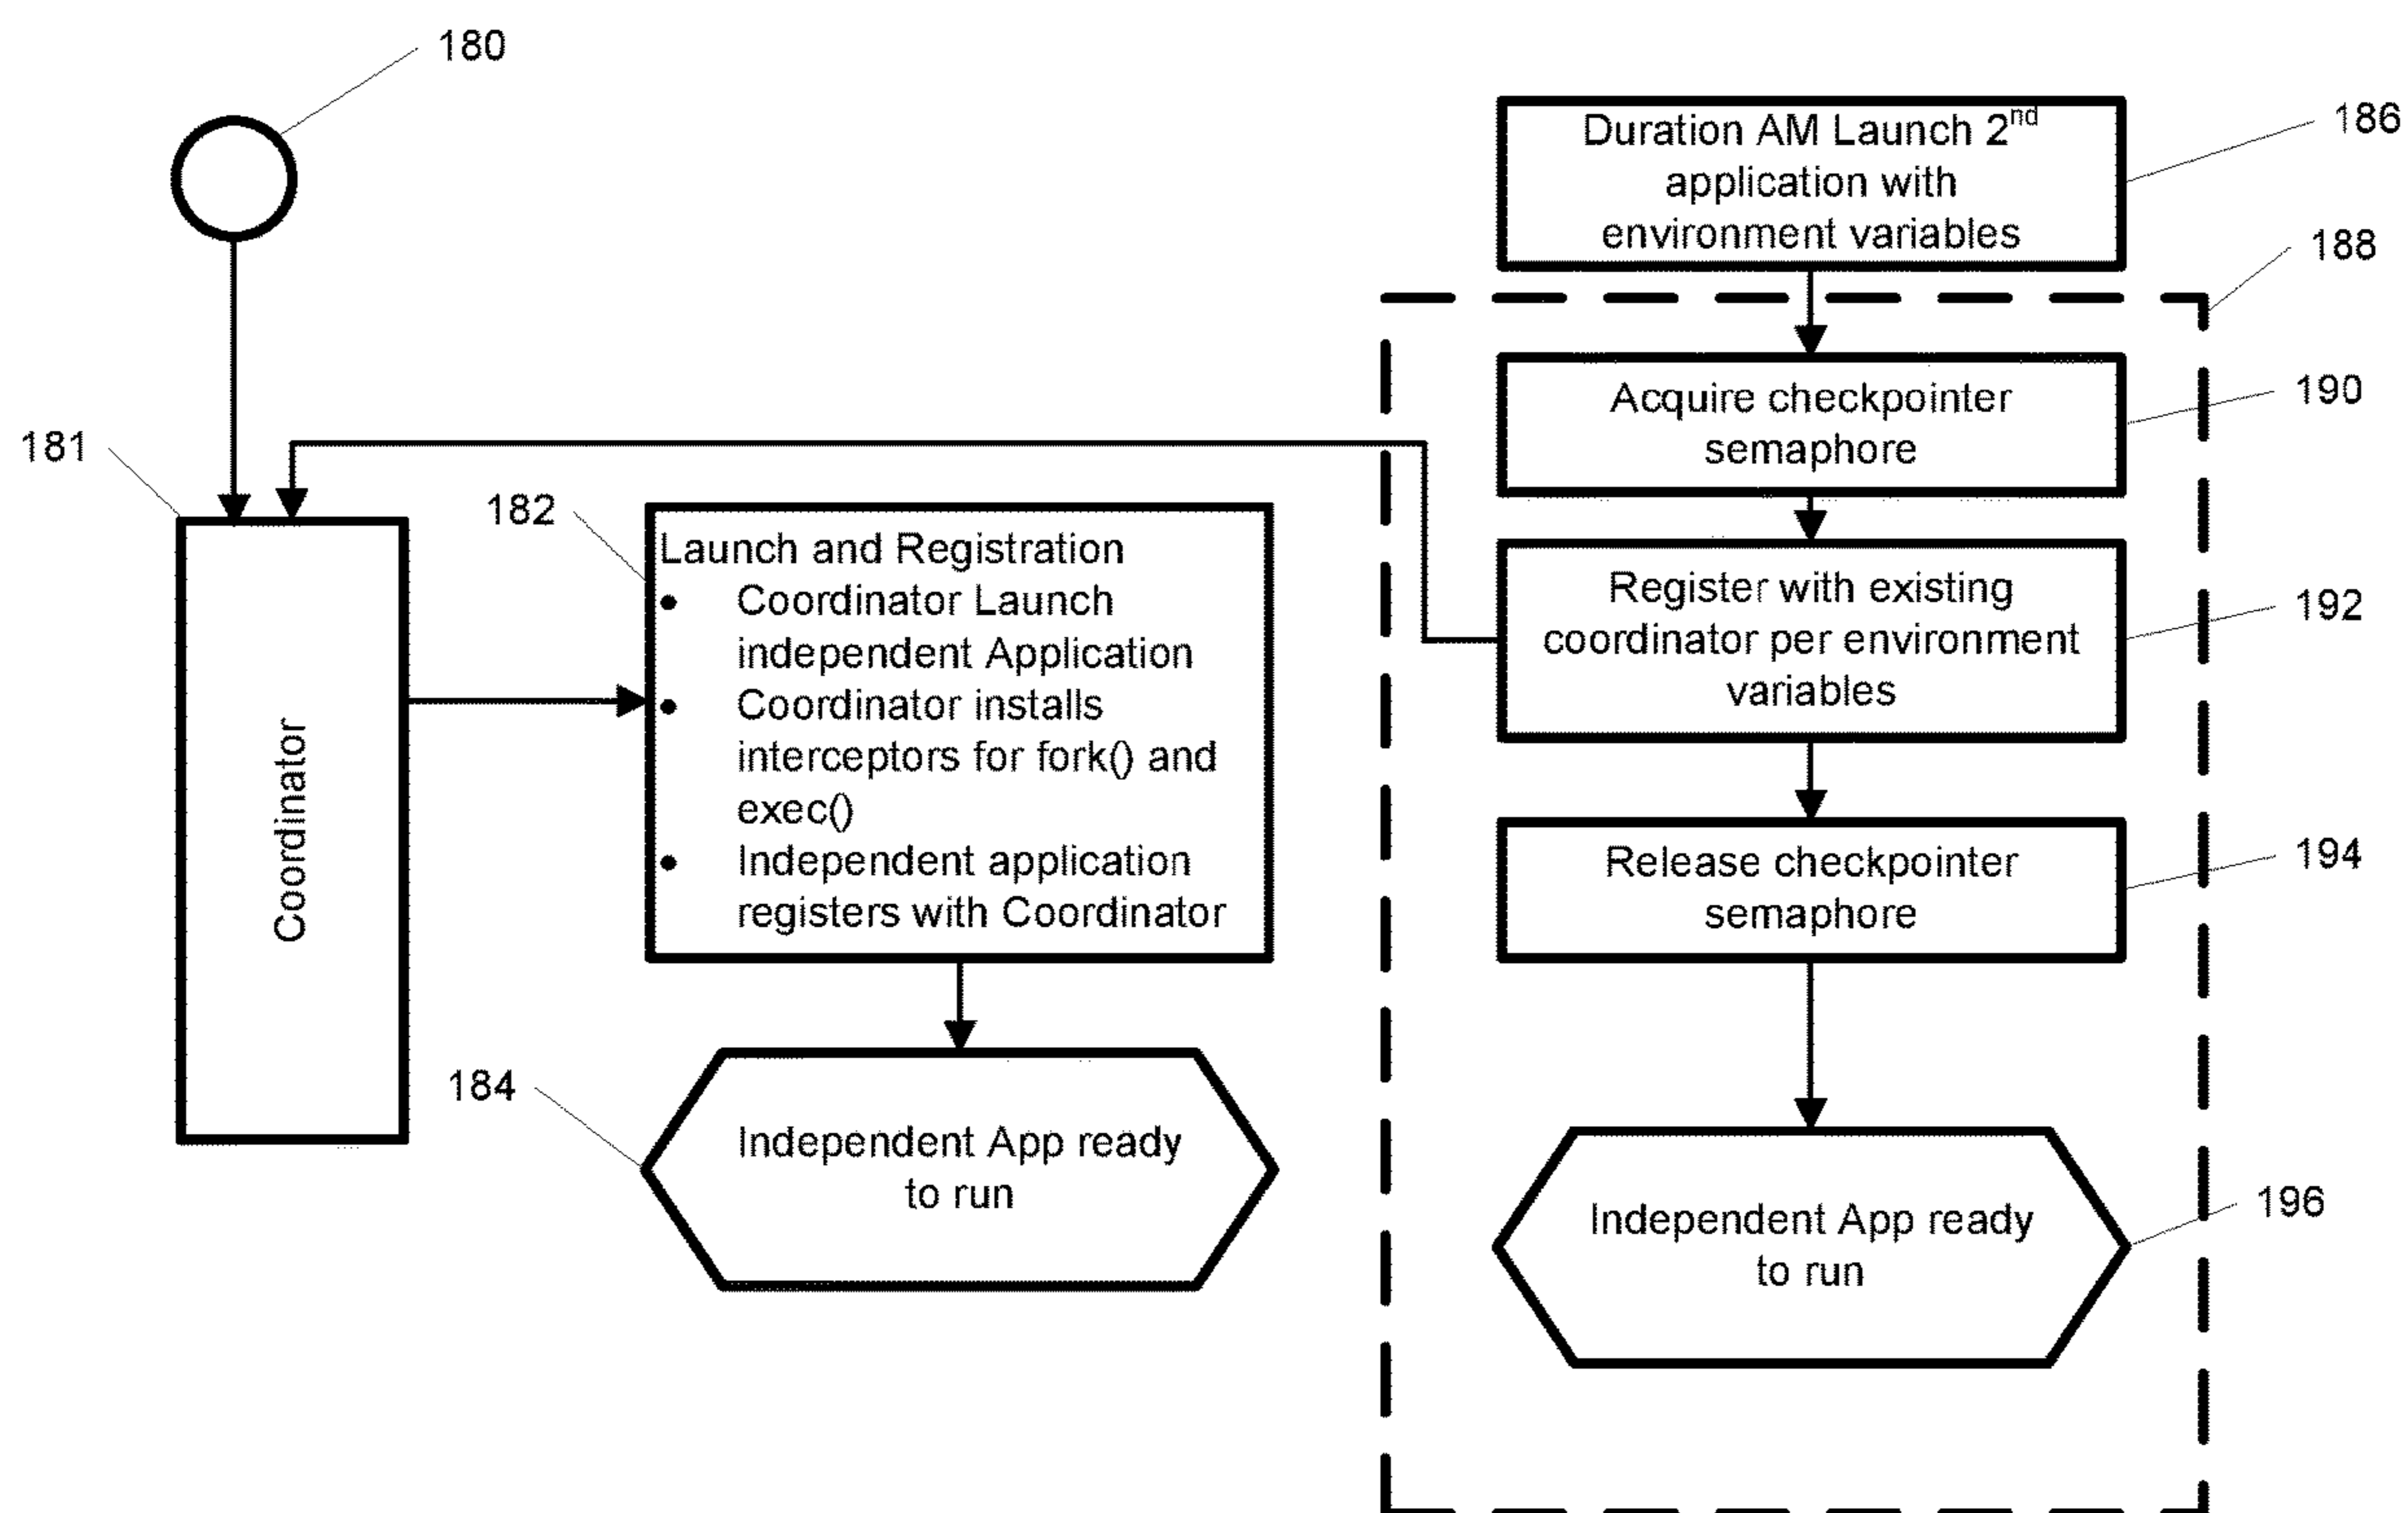 180
181
Coordinator
182
Launch and Registration
• Coordinator Launch
independent Application
• Coordinator installs
interceptors for fork() and
exec()
• Independent application
registers with Coordinator
184
Independent App ready
to run
Duration AM Launch 2nd
application with
environment variables
186
188
Acquire checkpointer
semaphore
190
Register with existing
coordinator per environment
variables
192
Release checkpointer
semaphore
194
Independent App ready
to run
196